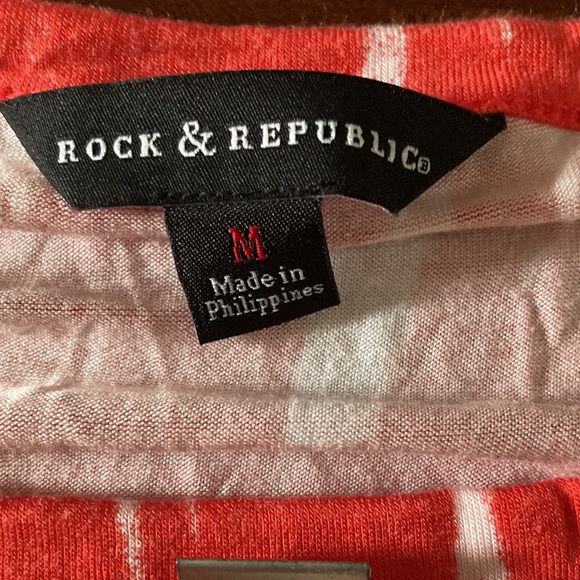 ROCK & REPUBLIC®
M
Made in
Philippines